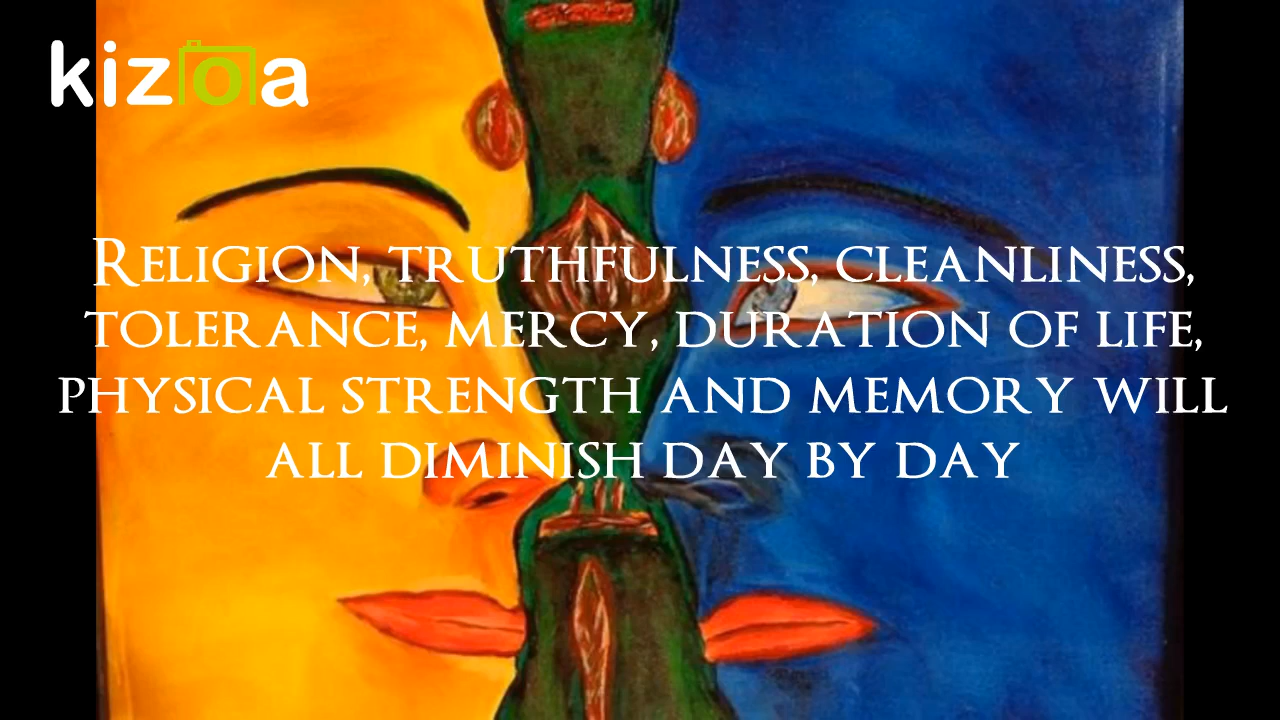 kizoa
Religion, truthfulness, cleanliness,
tolerance, mercy, duration of life,
physical strength and memory will
all diminish day by day